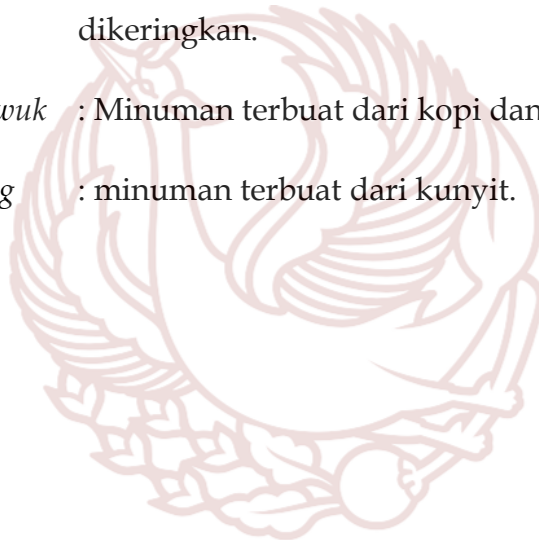 dikeringkan.
wuk : Minuman terbuat dari kopi dan
g : minuman terbuat dari kunyit.